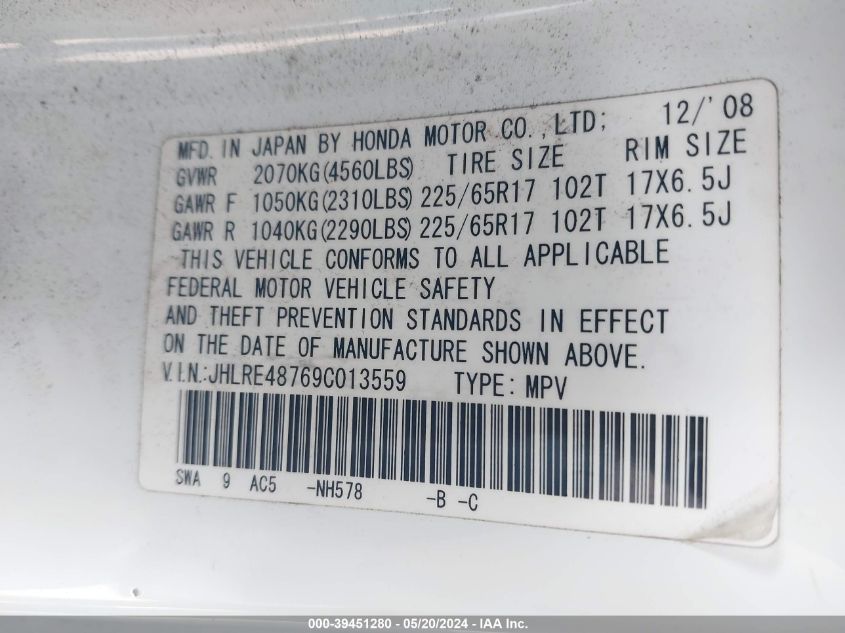 MFD. IN JAPAN BY HONDA MOTOR CO.,LTD; 12/'08
GVWR 2070KG(4560LBS) TIRE SIZE RIM SIZE
GAWR F 1050KG(2310LBS) 225/65R17 102T 17X6.5J
GAWR R 1040KG(2290LBS) 225/65R17 102T 17X6.5J
THIS VEHICLE CONFORMS TO ALL APPLICABLE
FEDERAL MOTOR VEHICLE SAFETY
AND THEFT PREVENTION STANDARDS IN EFFECT
ON THE DATE OF MANUFACTURE SHOWN ABOVE.
V.I.N.:JHLRE48769C013559 TYPE: MPV
SWA 9 AC5 -NH578 -B -C
000-39451280 - 05/20/2024 - IAA Inc.